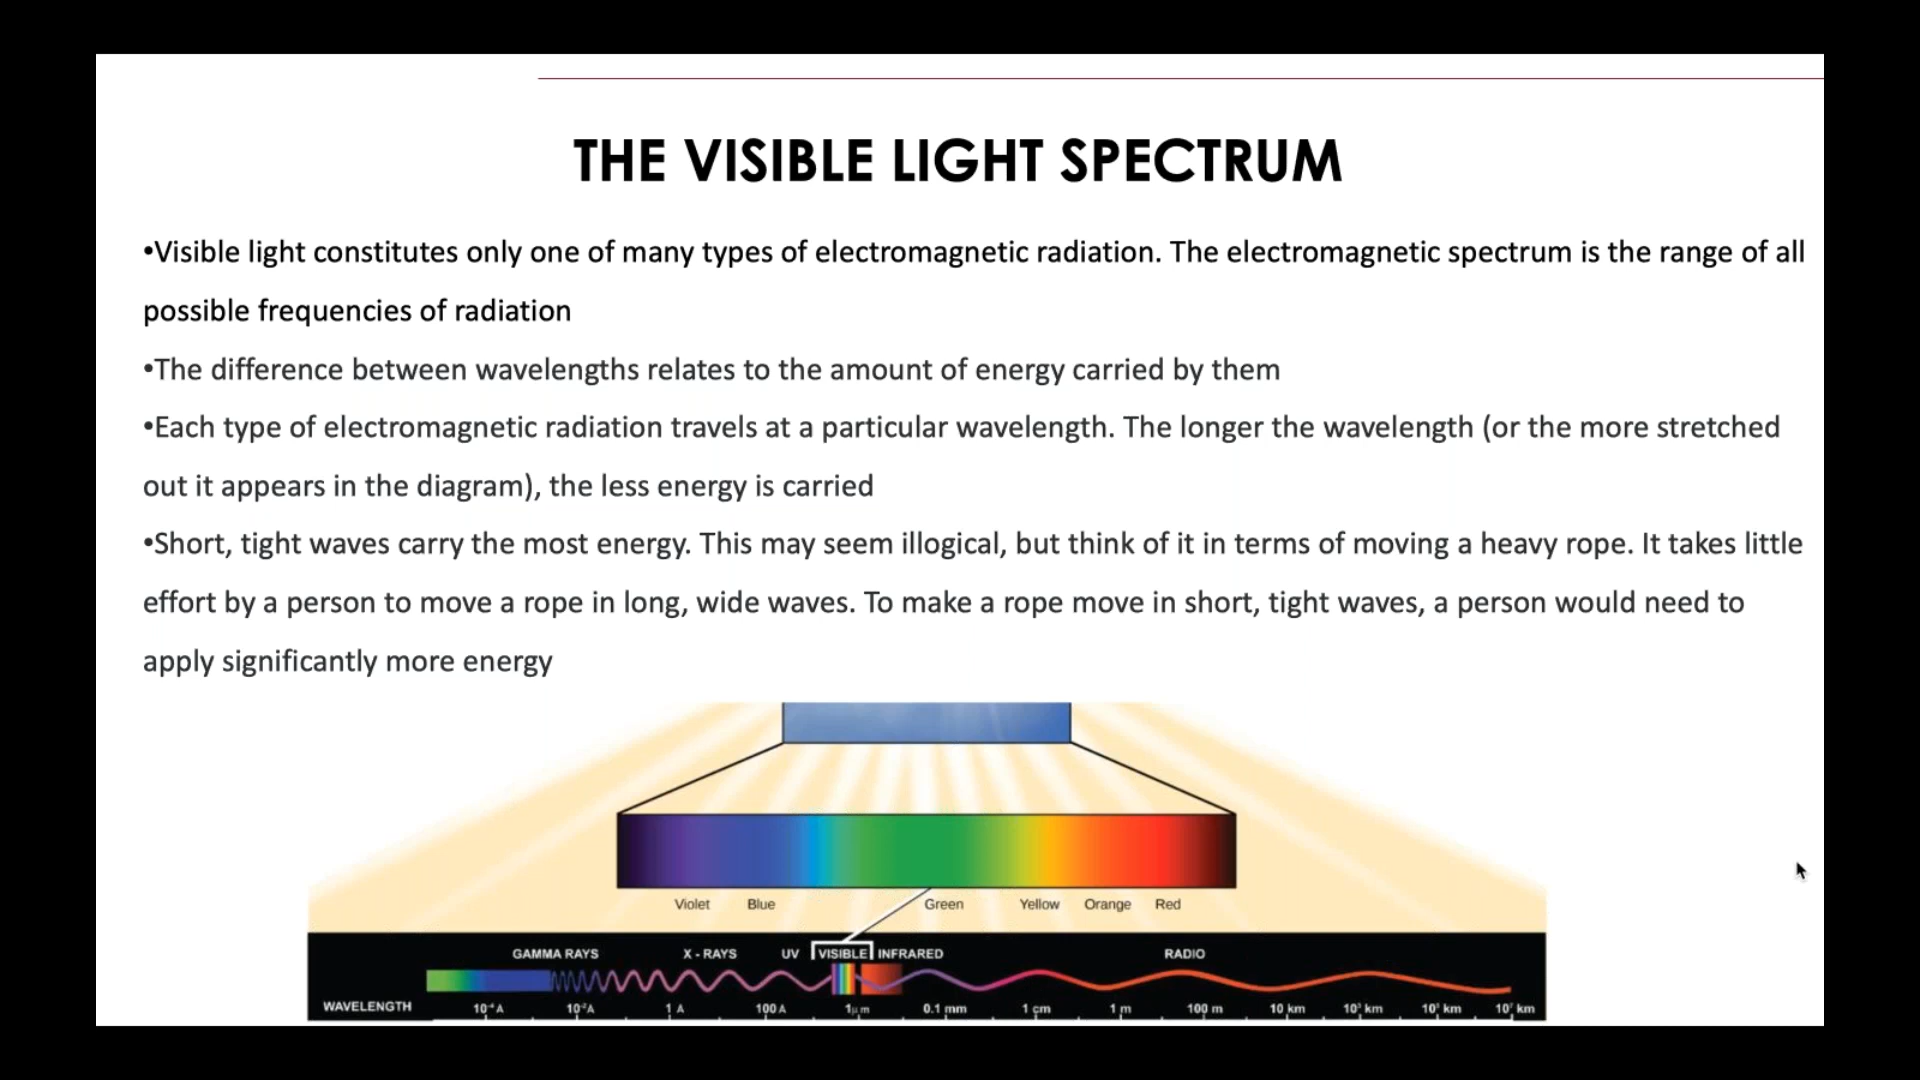 THE VISIBLE LIGHT SPECTRUM
•Visible light constitutes only one of many types of electromagnetic radiation. The electromagnetic spectrum is the range of all
possible frequencies of radiation
•The difference between wavelengths relates to the amount of energy carried by them
•Each type of electromagnetic radiation travels at a particular wavelength. The longer the wavelength (or the more stretched
out it appears in the diagram), the less energy is carried
•Short, tight waves carry the most energy. This may seem illogical, but think of it in terms of moving a heavy rope. It takes little
effort by a person to move a rope in long, wide waves. To make a rope move in short, tight waves, a person would need to
apply significantly more energy
Violet Blue Green Yellow Orange Red
GAMMA RAYS X - RAYS UV VISIBLE INFRARED RADIO
WAVELENGTH 10⁻⁴ A 10⁻² A 1 A 100 A 1μm 0.1 mm 1 cm 1 m 100 m 10 km km km km